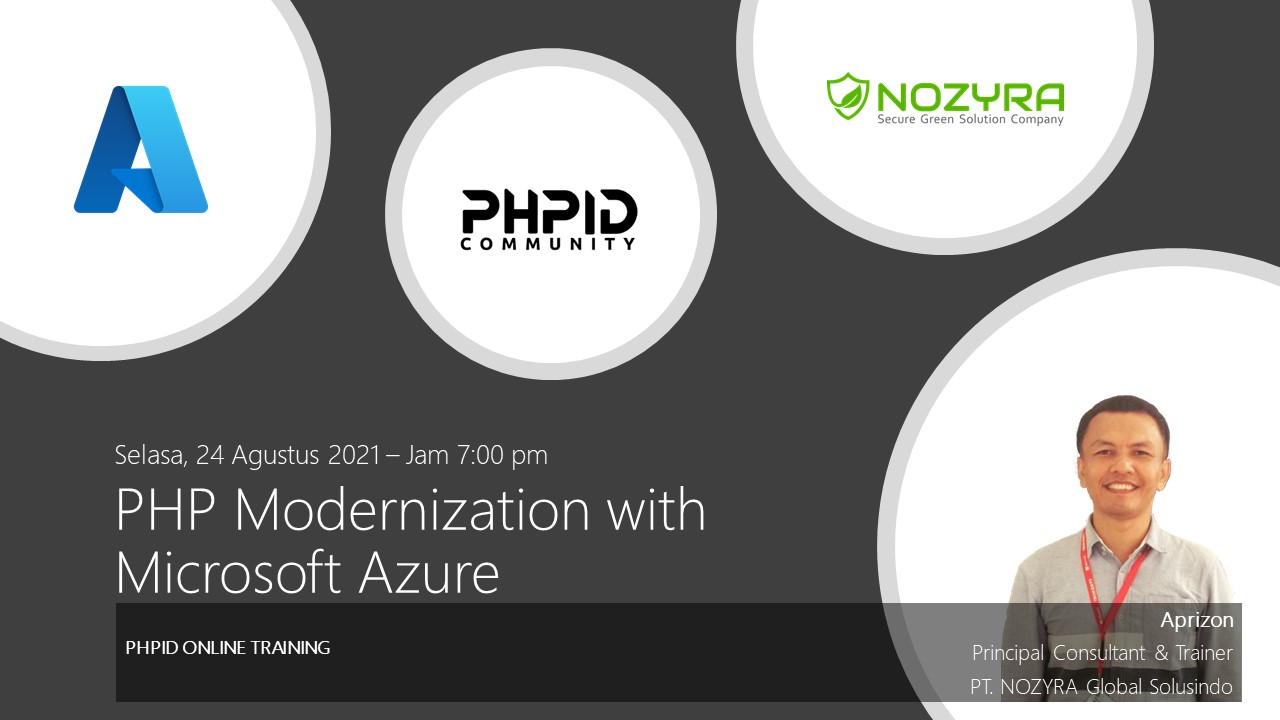 NOZYRA
Secure Green Solution Company
PHPID
COMMUNITY
Selasa, 24 Agustus 2021 – Jam 7:00 pm
PHP Modernization with
Microsoft Azure
PHPID ONLINE TRAINING
Aprizon
Principal Consultant & Trainer
PT. NOZYRA Global Solusindo